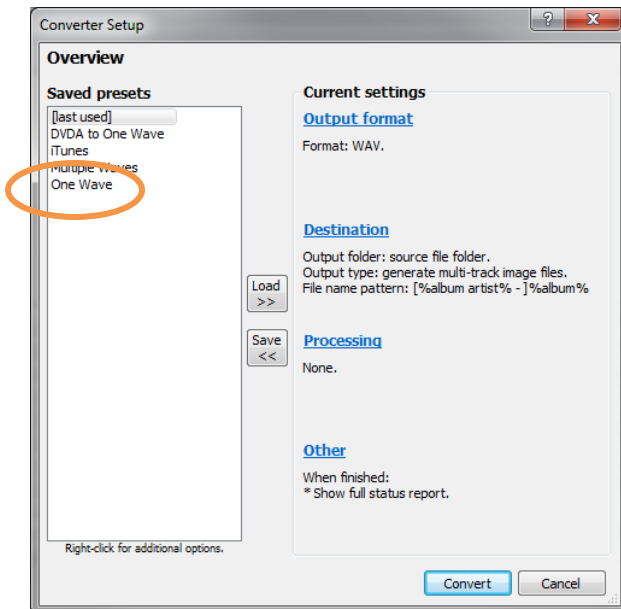 Converter Setup
?
X
Overview
Saved presets
[last used]
DVDA to One Wave
iTunes
Multiple Waves
One Wave
Load
>>
Save
<<
Right-click for additional options.
Current settings
Output format
Format: WAV.
Destination
Output folder: source file folder.
Output type: generate multi-track image files.
File name pattern: [%album artist% - ]%album%
Processing
None.
Other
When finished:
* Show full status report.
Convert
Cancel